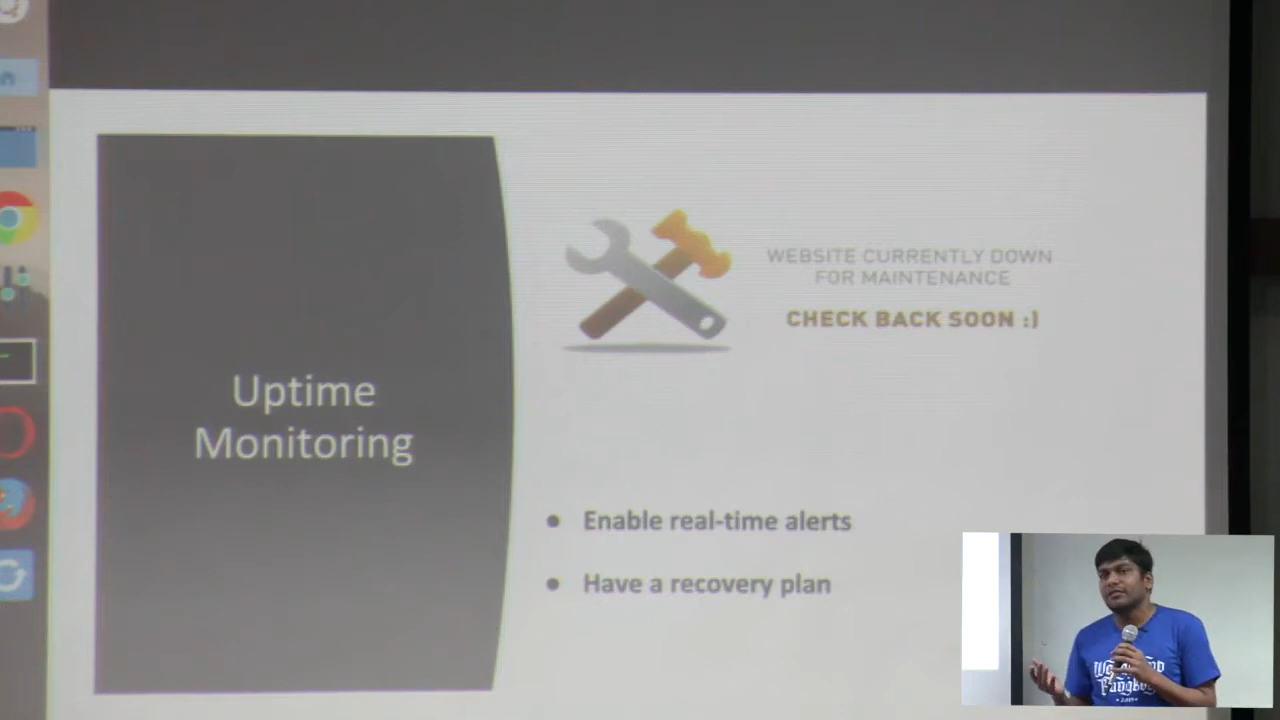 Uptime
Monitoring
WEBSITE CURRENTLY DOWN
FOR MAINTENANCE
CHECK BACK SOON :)
● Enable real-time alerts
● Have a recovery plan